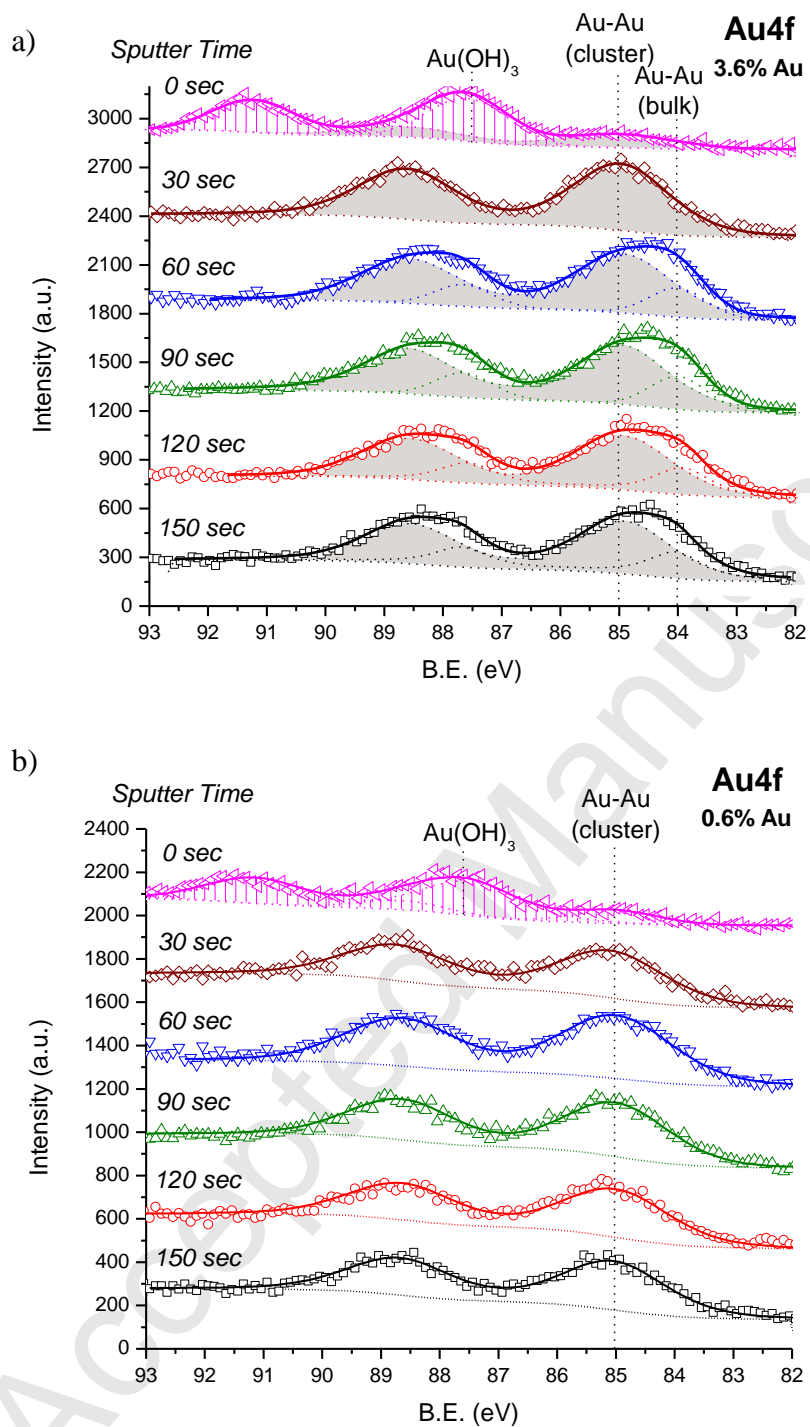 a)
Sputter Time
Au4f
3.6% Au
Au(OH)3
Au-Au
(cluster)
Au-Au
(bulk)
0 sec
30 sec
60 sec
90 sec
120 sec
150 sec
3000
2700
2400
2100
1800
1500
1200
900
600
300
0
Intensity (a.u.)
93 92 91 90 89 88 87 86 85 84 83 82
B.E. (eV)
b)
Sputter Time
Au4f
0.6% Au
Au(OH)3
Au-Au
(cluster)
0 sec
30 sec
60 sec
90 sec
120 sec
150 sec
2400
2200
2000
1800
1600
1400
1200
1000
800
600
400
200
0
Intensity (a.u.)
93 92 91 90 89 88 87 86 85 84 83 82
B.E. (eV)
Accepted Manuscr